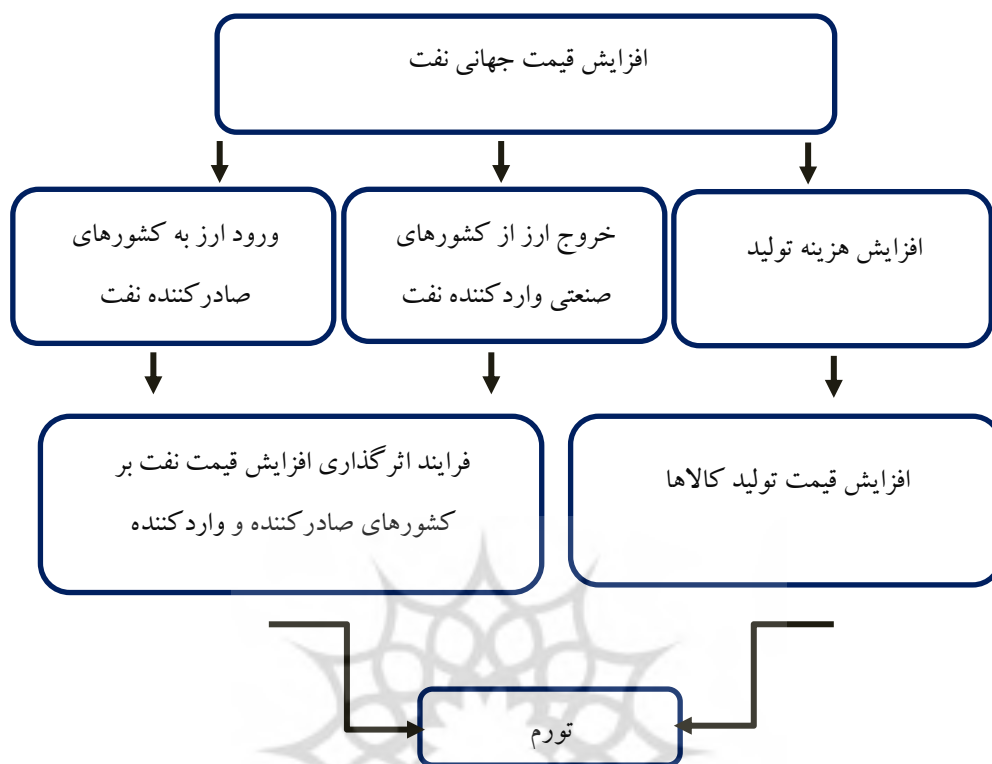 افزایش قیمت جهانی نفت
افزایش هزینه تولید
خروج ارز از کشورهای
صنعتی واردکننده نفت
ورود ارز به کشورهای
صادرکننده نفت
افزایش قیمت تولید کالاها
فرایند اثرگذاری افزایش قیمت نفت بر
کشورهای صادرکننده و واردکننده
تورم